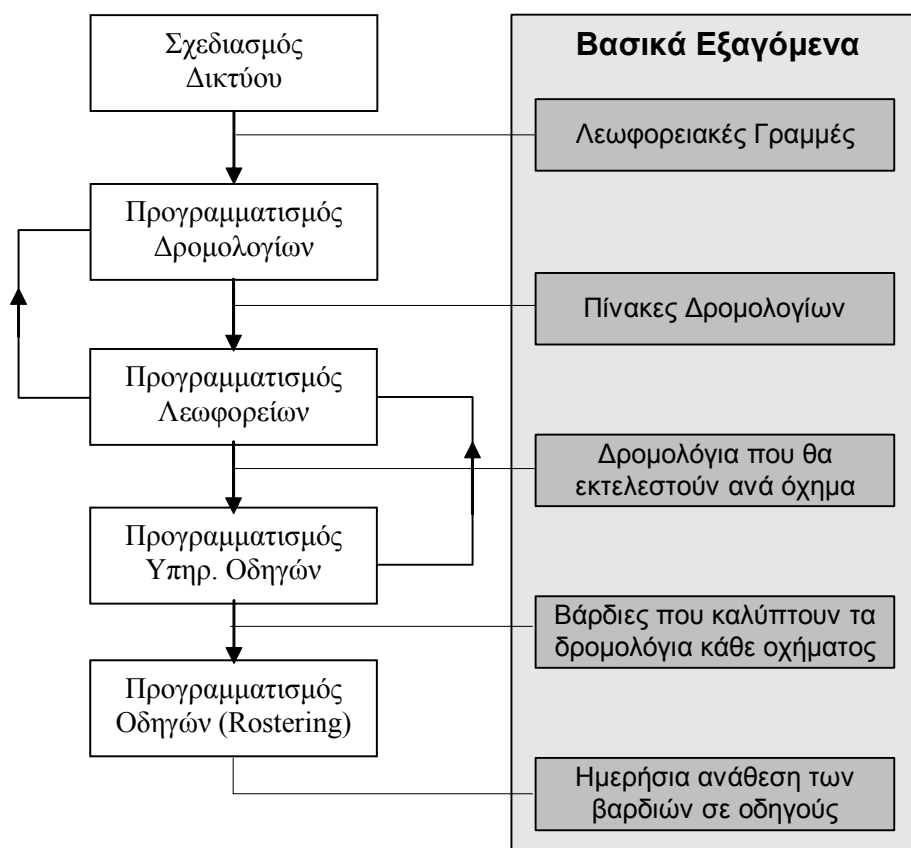 Σχεδιασμός
Δικτύου
Προγραμματισμός
Δρομολογίων
Προγραμματισμός
Λεωφορείων
Προγραμματισμός
Υπηρ. Οδηγών
Προγραμματισμός
Οδηγών (Rostering)
Βασικά Εξαγόμενα
Λεωφορειακές Γραμμές
Πίνακες Δρομολογίων
Δρομολόγια που θα
εκτελεστούν ανά όχημα
Βάρδιες που καλύπτουν τα
δρομολόγια κάθε οχήματος
Ημερήσια ανάθεση των
βαρδιών σε οδηγούς